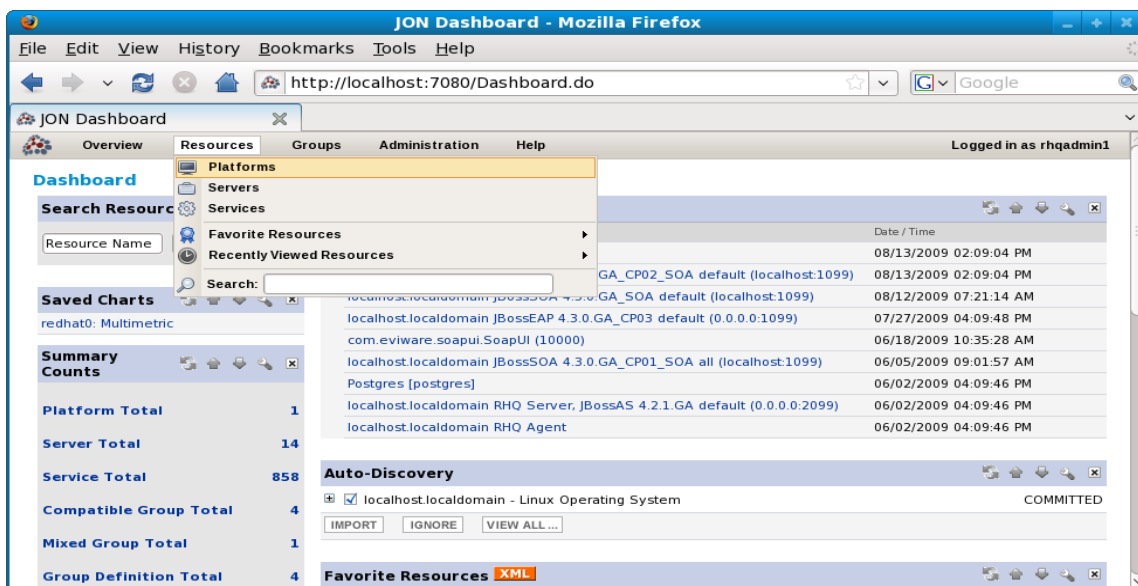 JON Dashboard - Mozilla Firefox
File Edit View History Bookmarks Tools Help
http://localhost:7080/Dashboard.do
Google
JON Dashboard
Overview Resources Groups Administration Help Logged in as rhqadmin1
Platforms
Servers
Services
Favorite Resources
Recently Viewed Resources
Search:
Dashboard
Search Resourc
Resource Name
Saved Charts
redhat0: Multimetric
Summary Counts
Platform Total 1
Server Total 14
Service Total 858
Compatible Group Total 4
Mixed Group Total 1
Group Definition Total 4
Date / Time
08/13/2009 02:09:04 PM
GA_CP02_SOA default (localhost:1099) 08/13/2009 02:09:04 PM
localhost.localdomain JBossSOA 4.3.0.GA_SOA default (localhost:1099) 08/12/2009 07:21:14 AM
localhost.localdomain JBossEAP 4.3.0.GA_CP03 default (0.0.0.0:1099) 07/27/2009 04:09:48 PM
com.eviware.soapui.SoapUI (10000) 06/18/2009 10:35:28 AM
localhost.localdomain JBossSOA 4.3.0.GA_CP01_SOA all (localhost:1099) 06/05/2009 09:01:57 AM
Postgres [postgres] 06/02/2009 04:09:46 PM
localhost.localdomain RHQ Server, JBossAS 4.2.1.GA default (0.0.0.0:2099) 06/02/2009 04:09:46 PM
localhost.localdomain RHQ Agent 06/02/2009 04:09:46 PM
Auto-Discovery
localhost.localdomain - Linux Operating System COMMITTED
IMPORT IGNORE VIEW ALL ...
Favorite Resources XML